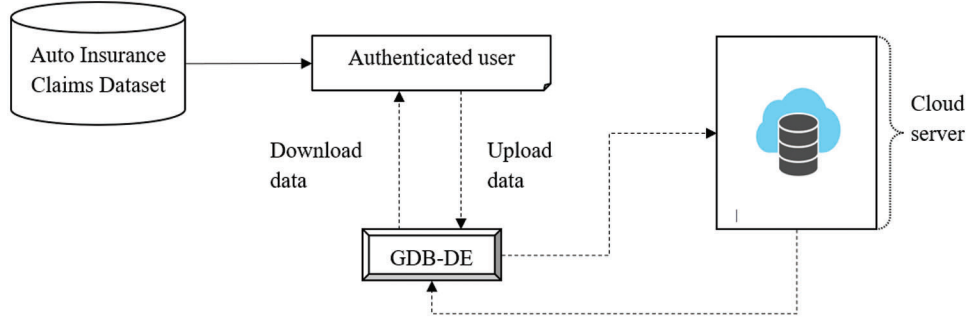 Auto Insurance
Claims Dataset
Authenticated user
Download
data
Upload
data
GDB-DE
Cloud
server